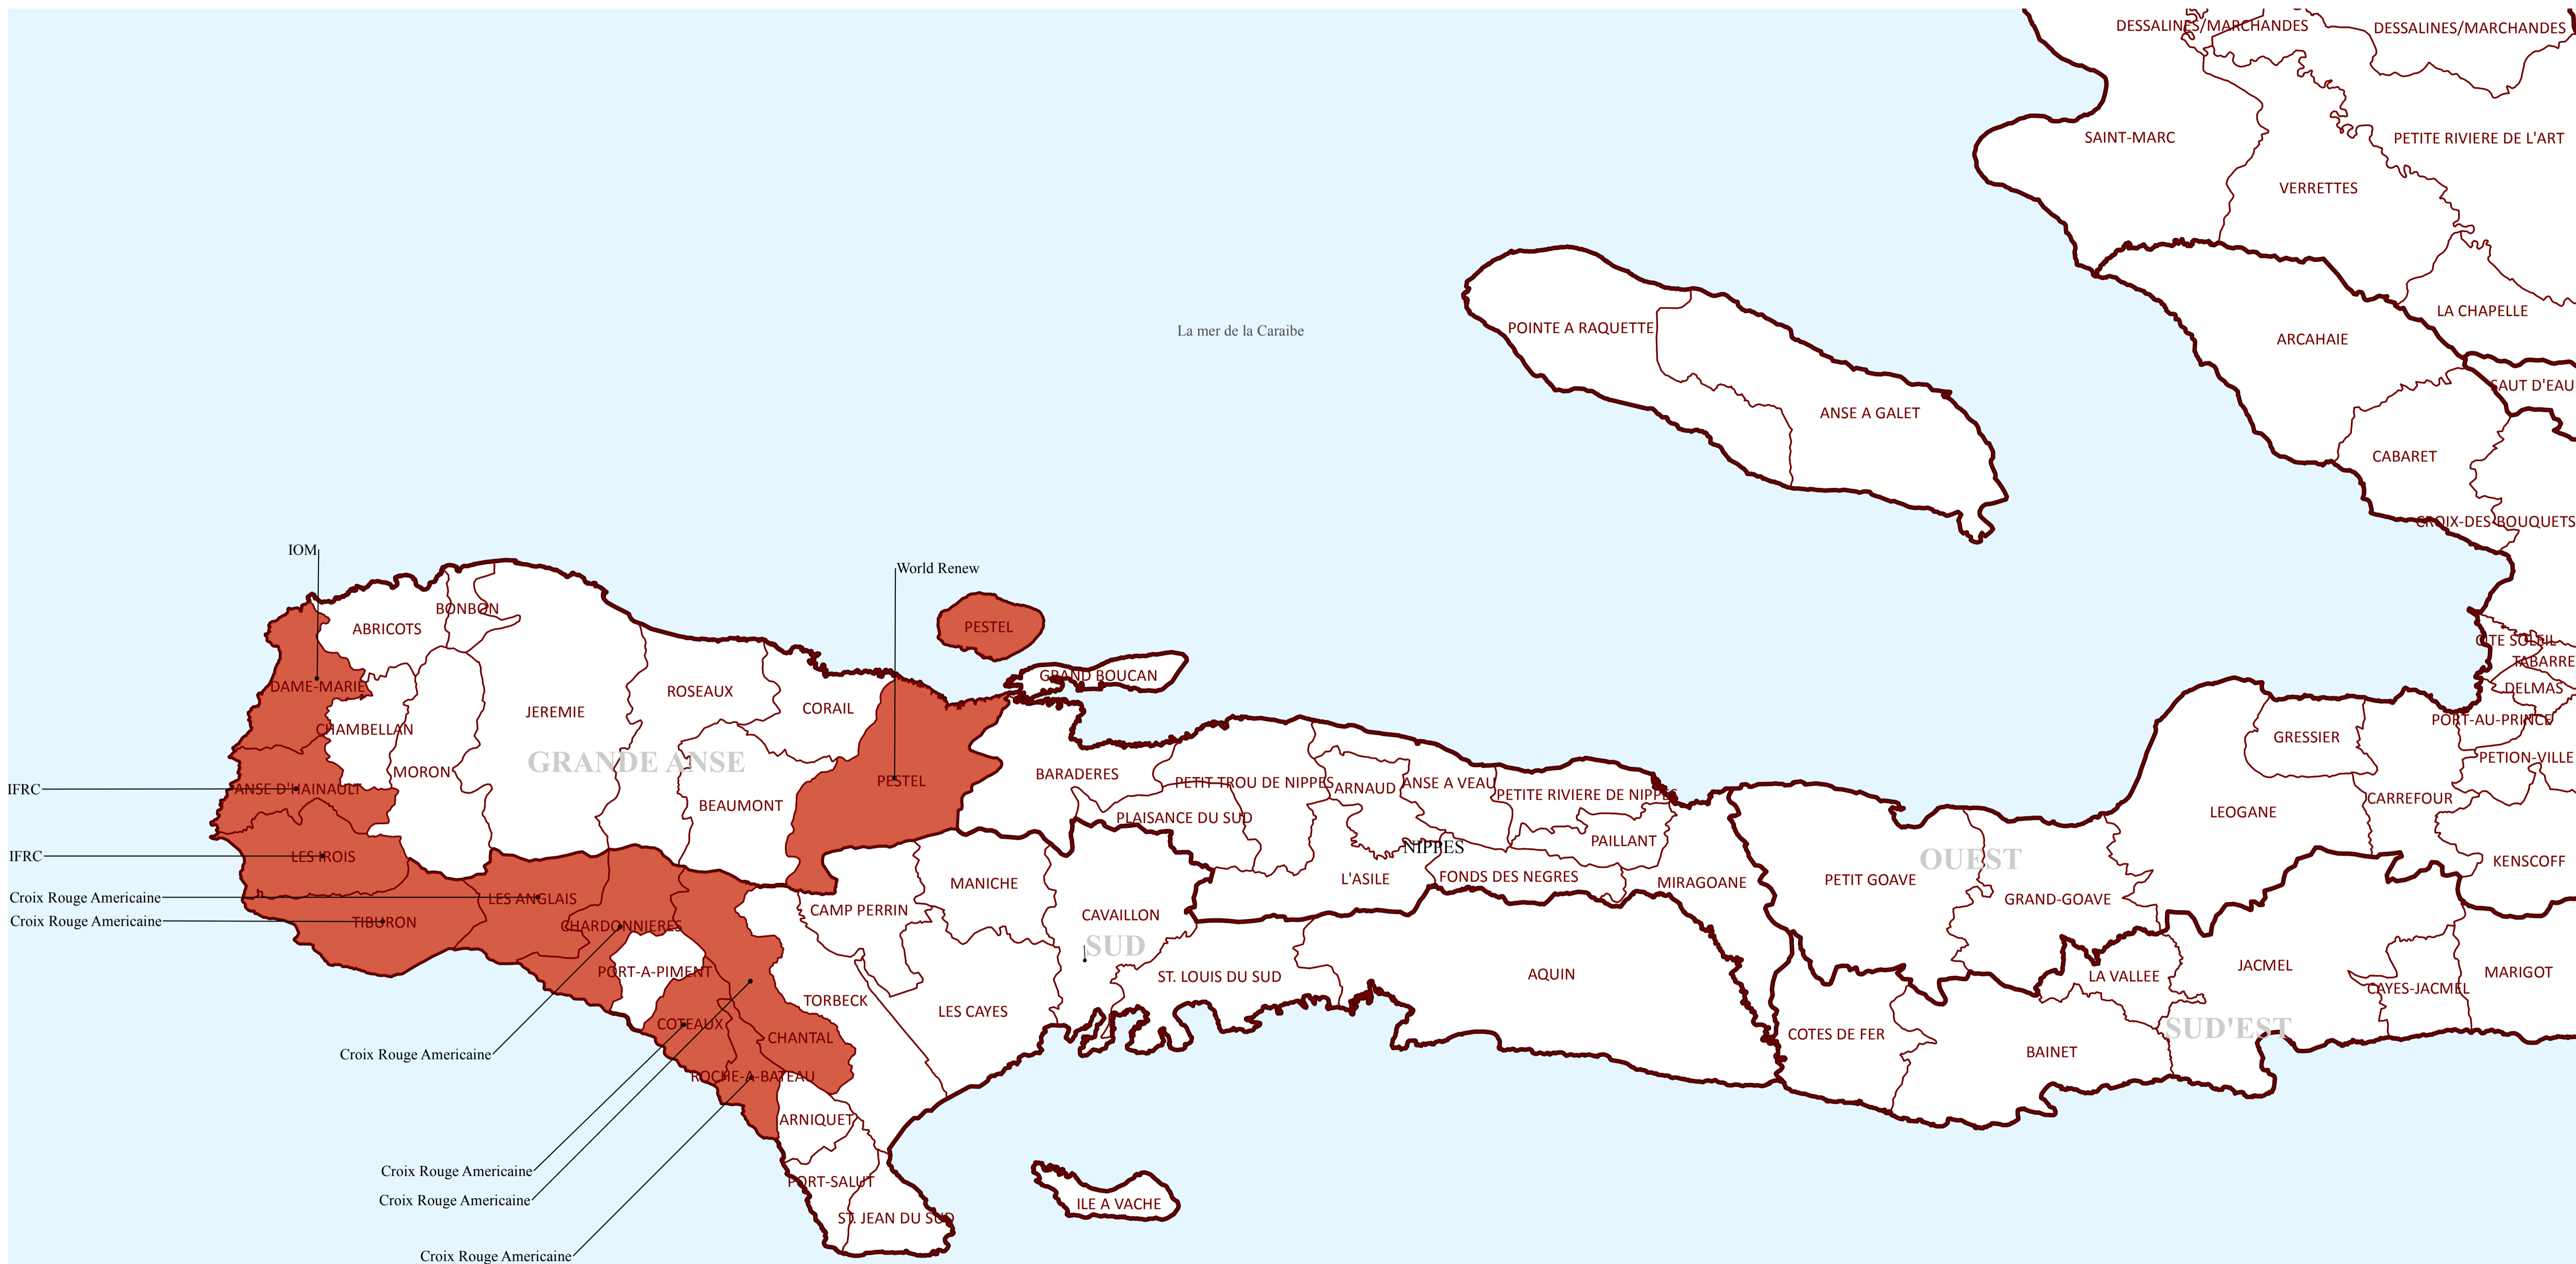 DESSALINES/MARCHANDES
DESSALINES/MARCHANDES
SAINT-MARC
PETITE RIVIERE DE L'ART
VERRETTES
LA CHAPELLE
POINTE A RAQUETTE
La mer de la Caraibe
ARCAHAIE
SAUT D'EAU
ANSE A GALET
CABARET
CROIX-DES-BOUQUETS
IOM
World Renew
BONBON
ABRICOTS
PESTEL
CITE SOLEIL
TABARRE
GRAND BOUCAN
DAME-MARIE
ROSEAUX
DELMAS
CORAIL
JEREMIE
PORT-AU-PRINCE
CHAMBELLAN
GRESSIER
PETION-VILLE
GRANDE ANSE
MORON
BARADERES
PESTEL
PETIT TROU DE NIPPES
ARNAUD
ANSE A VEAU
IFRC
ANSE D'HAINAULT
PETITE RIVIERE DE NIPPES
CARREFOUR
BEAUMONT
LEOGANE
PLAISANCE DU SUD
PAILLANT
NIPPES
IFRC
LES IROIS
OUEST
KENSCOFF
L'ASILE
FONDS DES NEGRES
PETIT GOAVE
MANICHE
MIRAGOANE
Croix Rouge Americaine
LES ANGLAIS
GRAND-GOAVE
CAMP PERRIN
CAVAILLON
Croix Rouge Americaine
TIBURON
CHARDONNIERES
SUD
JACMEL
PORT-A-PIMENT
MARIGOT
AQUIN
ST. LOUIS DU SUD
LA VALLEE
CAYES-JACMEL
TORBECK
LES CAYES
COTEAUX
SUD'EST
COTES DE FER
CHANTAL
BAINET
Croix Rouge Americaine
ROCHE-A-BATEAU
ARNIQUET
Croix Rouge Americaine
PORT-SALUT
Croix Rouge Americaine
ILE A VACHE
ST. JEAN DU SUD
Croix Rouge Americaine